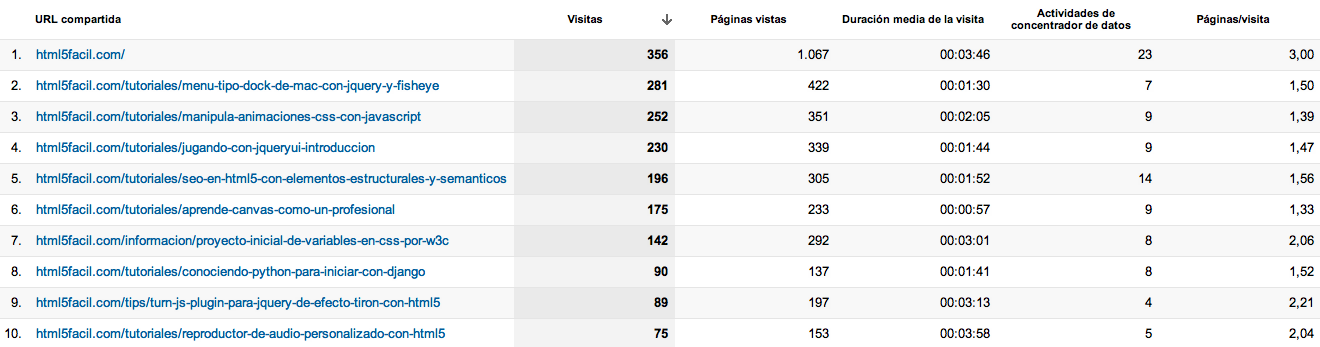 URL compartida Visitas Páginas vistas Duración media de la visita Actividades de concentrador de datos Páginas/visita
1. html5facil.com/ 356 1.067 00:03:46 23 3,00
2. html5facil.com/tutoriales/menu-tipo-dock-de-mac-con-jquery-y-fisheye 281 422 00:01:30 7 1,50
3. html5facil.com/tutoriales/manipula-animaciones-css-con-javascript 252 351 00:02:05 9 1,39
4. html5facil.com/tutoriales/jugando-con-jqueryui-introduccion 230 339 00:01:44 9 1,47
5. html5facil.com/tutoriales/seo-en-html5-con-elementos-estructurales-y-semanticos 196 305 00:01:52 14 1,56
6. html5facil.com/tutoriales/aprende-canvas-como-un-profesional 175 233 00:00:57 9 1,33
7. html5facil.com/informacion/proyecto-inicial-de-variables-en-css-por-w3c 142 292 00:03:01 8 2,06
8. html5facil.com/tutoriales/conociendo-python-para-iniciar-con-django 90 137 00:01:41 8 1,52
9. html5facil.com/tips/turn-js-plugin-para-jquery-de-efecto-tiron-con-html5 89 197 00:03:13 4 2,21
10. html5facil.com/tutoriales/reproductor-de-audio-personalizado-con-html5 75 153 00:03:58 5 2,04